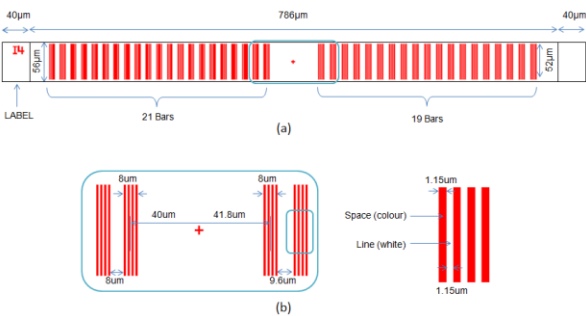 40µm 786µm 40µm
14
56µm
52µm
LABEL
21 Bars 19 Bars
(a)
8um 8um
40um 41.8um
8um 9.6um
1.15um
Space (colour)
Line (white)
1.15um
(b)